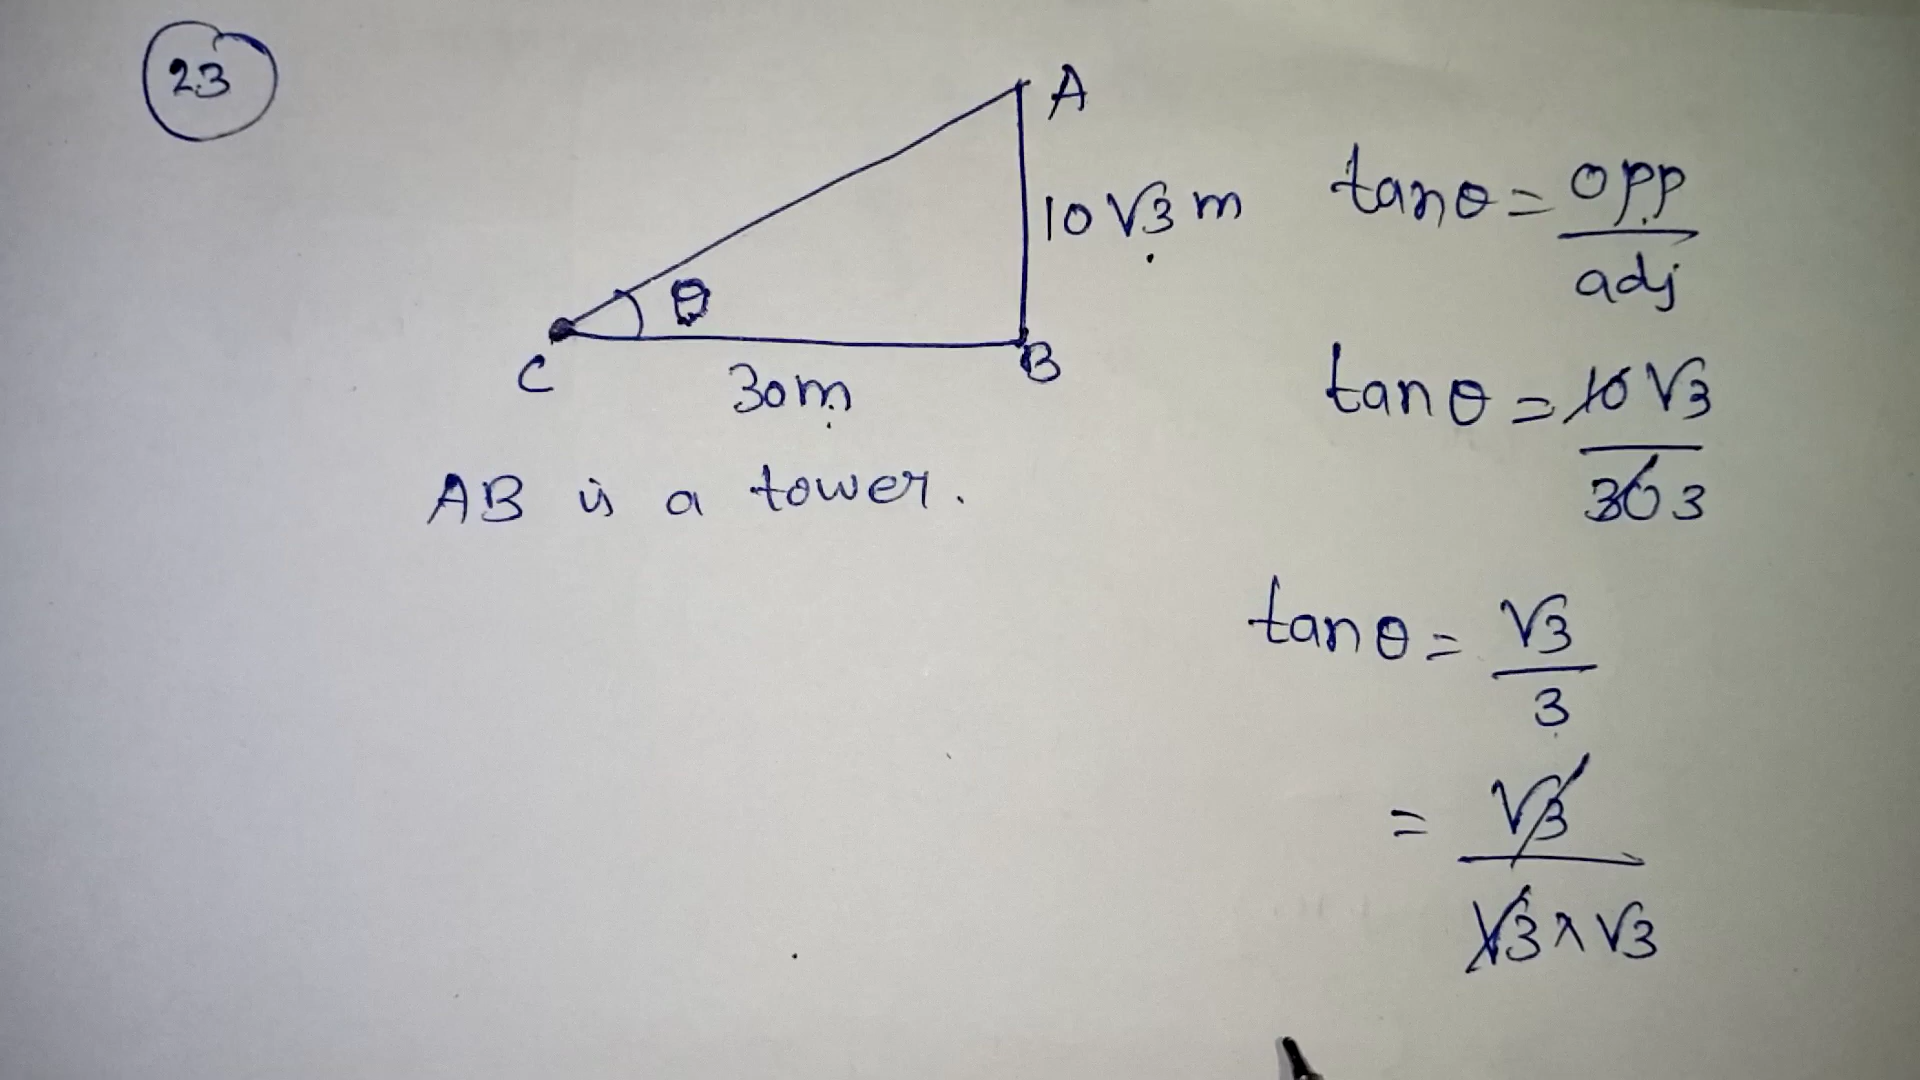 23
A
10√3 m
θ
C
B
30m
AB is a tower.
tanθ = opp
adj
tanθ = 10√3
30 3
tanθ = √3
3
= √3
√3 × √3